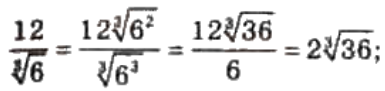 12/∛6 = 12∛6²/∛6³ = 12∛36/6 = 2∛36;